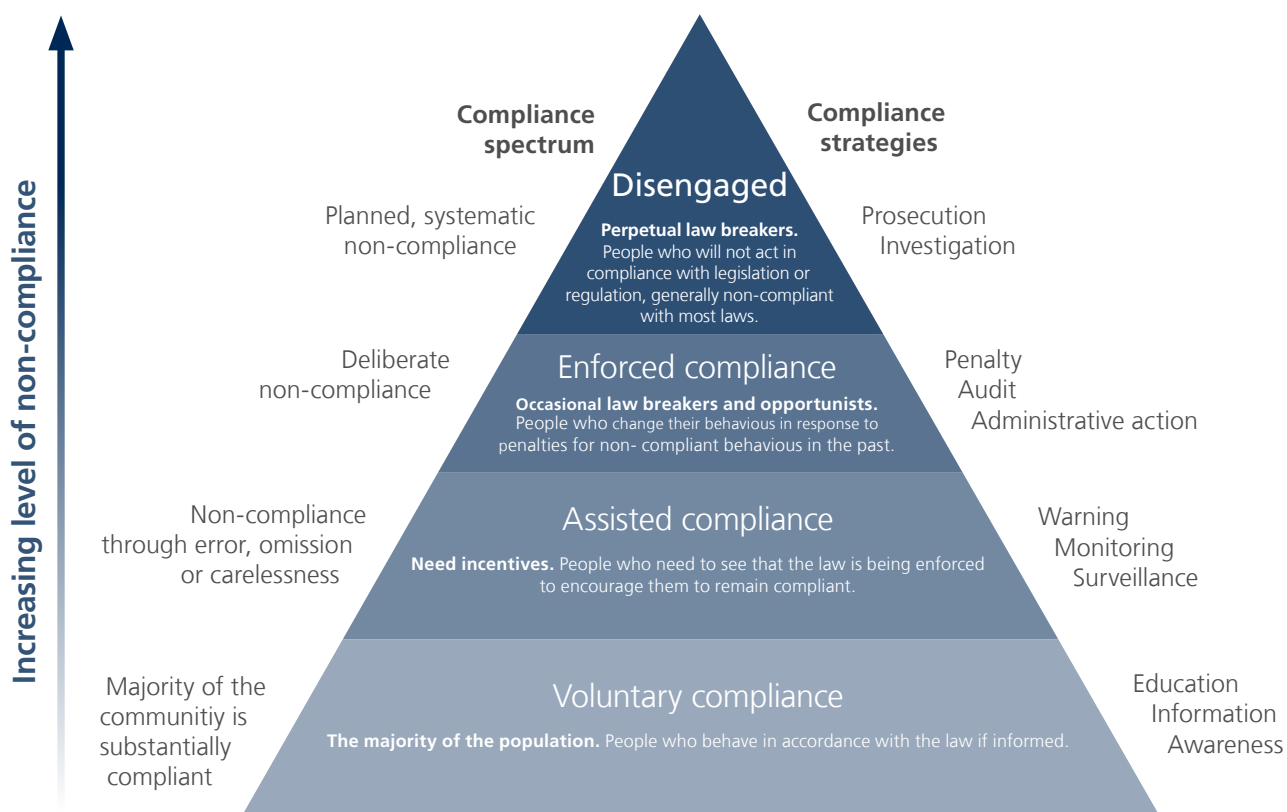 Increasing level of non-compliance
Compliance
spectrum
Compliance
strategies
Planned, systematic
non-compliance
Disengaged
Perpetual law breakers.
People who will not act in
compliance with legislation or
regulation, generally non-compliant
with most laws.
Prosecution
Investigation
Deliberate
non-compliance
Enforced compliance
Occasional law breakers and opportunists.
People who change their behavious in response to
penalties for non- compliant behavious in the past.
Penalty
Audit
Administrative action
Non-compliance
through error, omission
or carelessness
Assisted compliance
Need incentives. People who need to see that the law is being enforced
to encourage them to remain compliant.
Warning
Monitoring
Surveillance
Majority of the
communitiy is
substantially
compliant
Voluntary compliance
The majority of the population. People who behave in accordance with the law if informed.
Education
Information
Awareness